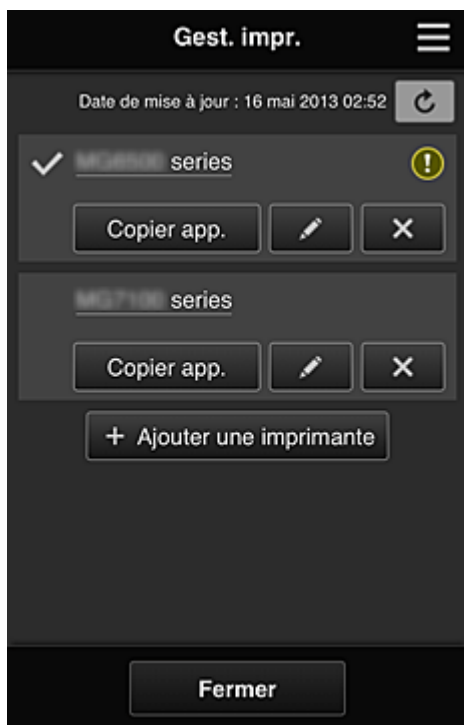 Gest. impr.
Date de mise à jour : 16 mai 2013 02:52
series
Copier app.
series
Copier app.
+ Ajouter une imprimante
Fermer